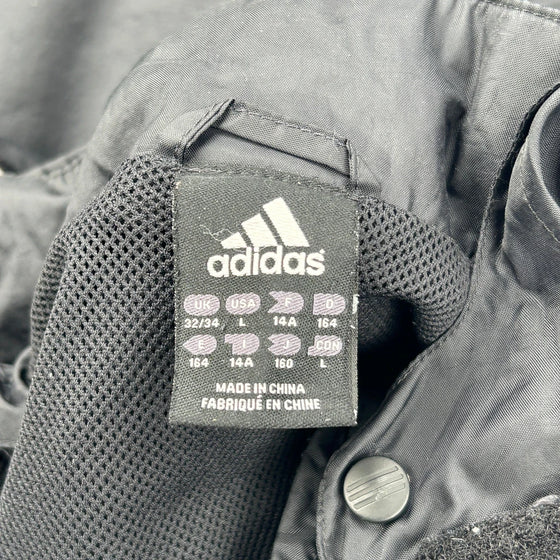 adidas
UK USA F D
32/34 L 14A 164
E I J CDN
164 14A 160 L
MADE IN CHINA
FABRIQUÉ EN CHINE